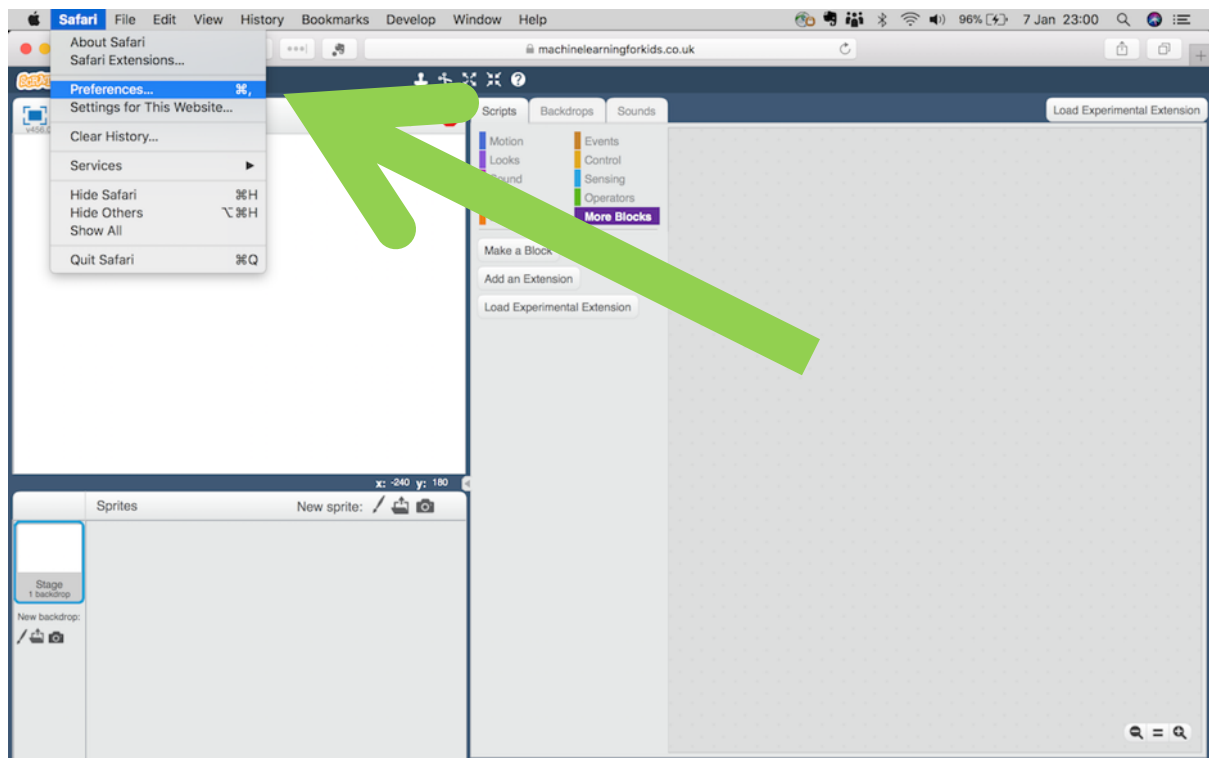 Safari File Edit View History Bookmarks Develop Window Help 96% 7 Jan 23:00
About Safari
Safari Extensions...
Preferences... ⌘,
Settings for This Website...
Clear History...
Services
Hide Safari ⌘H
Hide Others ⌥⌘H
Show All
Quit Safari ⌘Q
machinelearningforkids.co.uk
Scripts Backdrops Sounds
Load Experimental Extension
Motion Events
Looks Control
Sound Sensing
Operators
More Blocks
Make a Block
Add an Extension
Load Experimental Extension
x: -240 y: 180
Sprites New sprite:
Stage
1 backdrop
New backdrop: